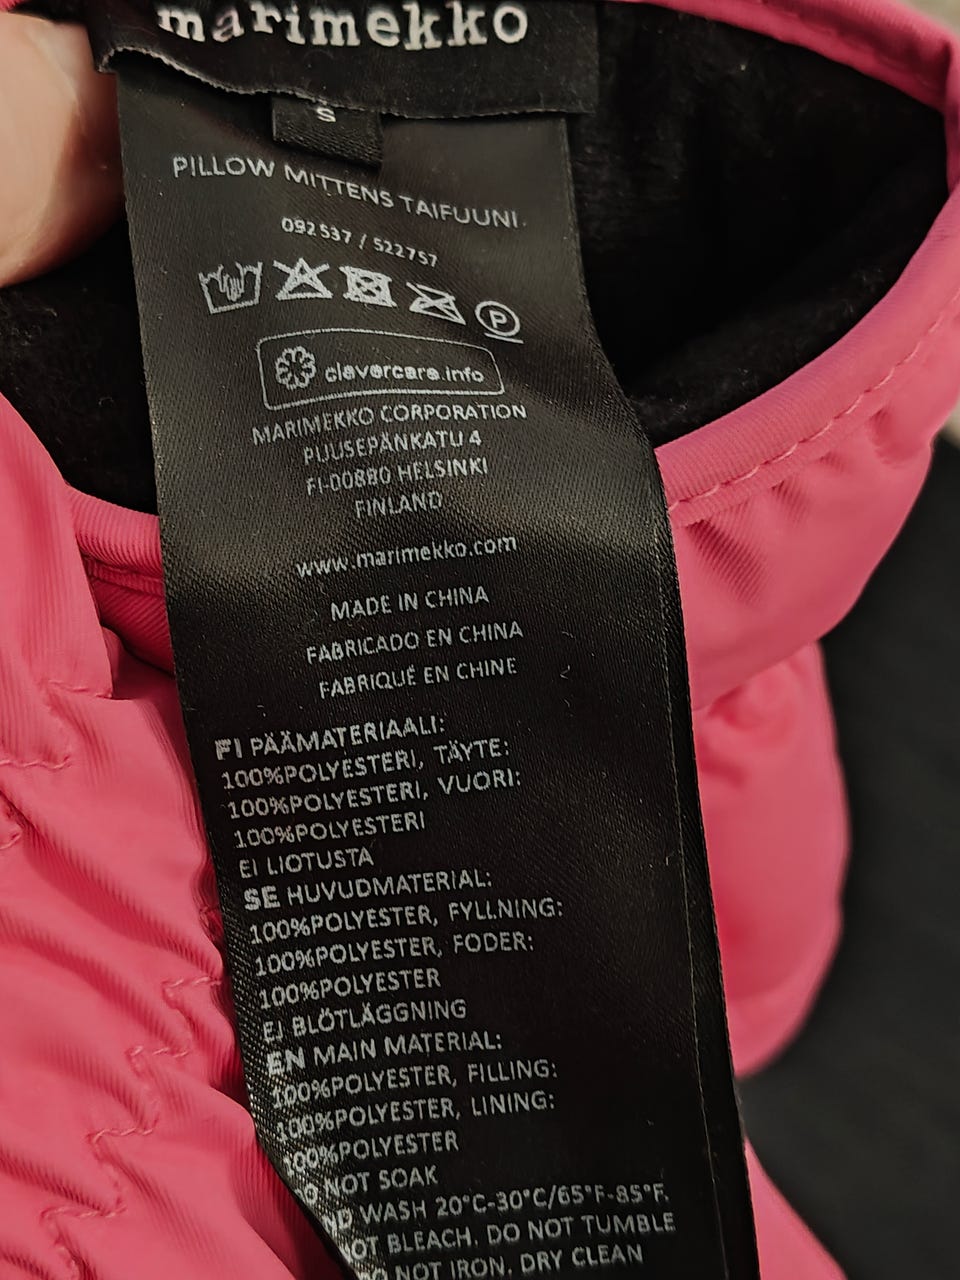 marimekko
S
PILLOW MITTENS TAIFUUNI
092537 / 522757
P
clevercare.info
MARIMEKKO CORPORATION
PUUSEPÄNKATU 4
FI-00880 HELSINKI
FINLAND
www.marimekko.com
MADE IN CHINA
FABRICADO EN CHINA
FABRIQUÉ EN CHINE
FI PÄÄMATERIAALI:
100%POLYESTERI, TÄYTE:
100%POLYESTERI, VUORI:
100%POLYESTERI
EI LIOTUSTA
SE HUVUDMATERIAL:
100%POLYESTER, FYLLNING:
100%POLYESTER, FODER:
100%POLYESTER
EJ BLÖTLÄGGNING
EN MAIN MATERIAL:
100%POLYESTER, FILLING:
100%POLYESTER, LINING:
100%POLYESTER
DO NOT SOAK
ND WASH 20°C-30°C/65°F-85°F.
OT BLEACH, DO NOT TUMBLE
DO NOT IRON, DRY CLEAN